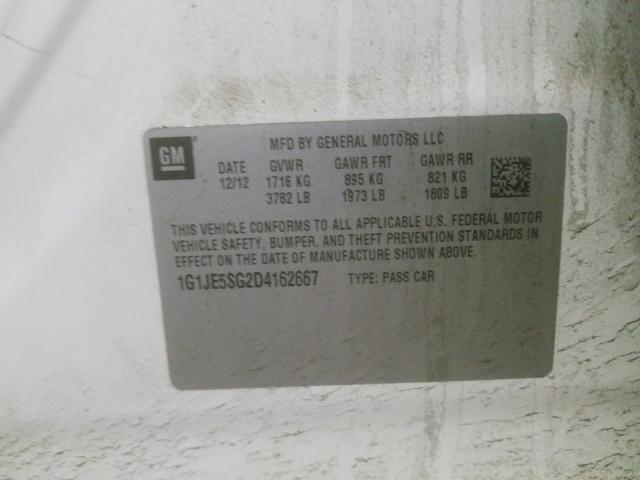 GM
MFD BY GENERAL MOTORS LLC
DATE GVWR GAWR FRT GAWR RR
12/12 1716 KG 895 KG 821 KG
3782 LB 1973 LB 1809 LB
THIS VEHICLE CONFORMS TO ALL APPLICABLE U.S. FEDERAL MOTOR
VEHICLE SAFETY, BUMPER, AND THEFT PREVENTION STANDARDS IN
EFFECT ON THE DATE OF MANUFACTURE SHOWN ABOVE.
1G1JE5SG2D4162667 TYPE: PASS CAR